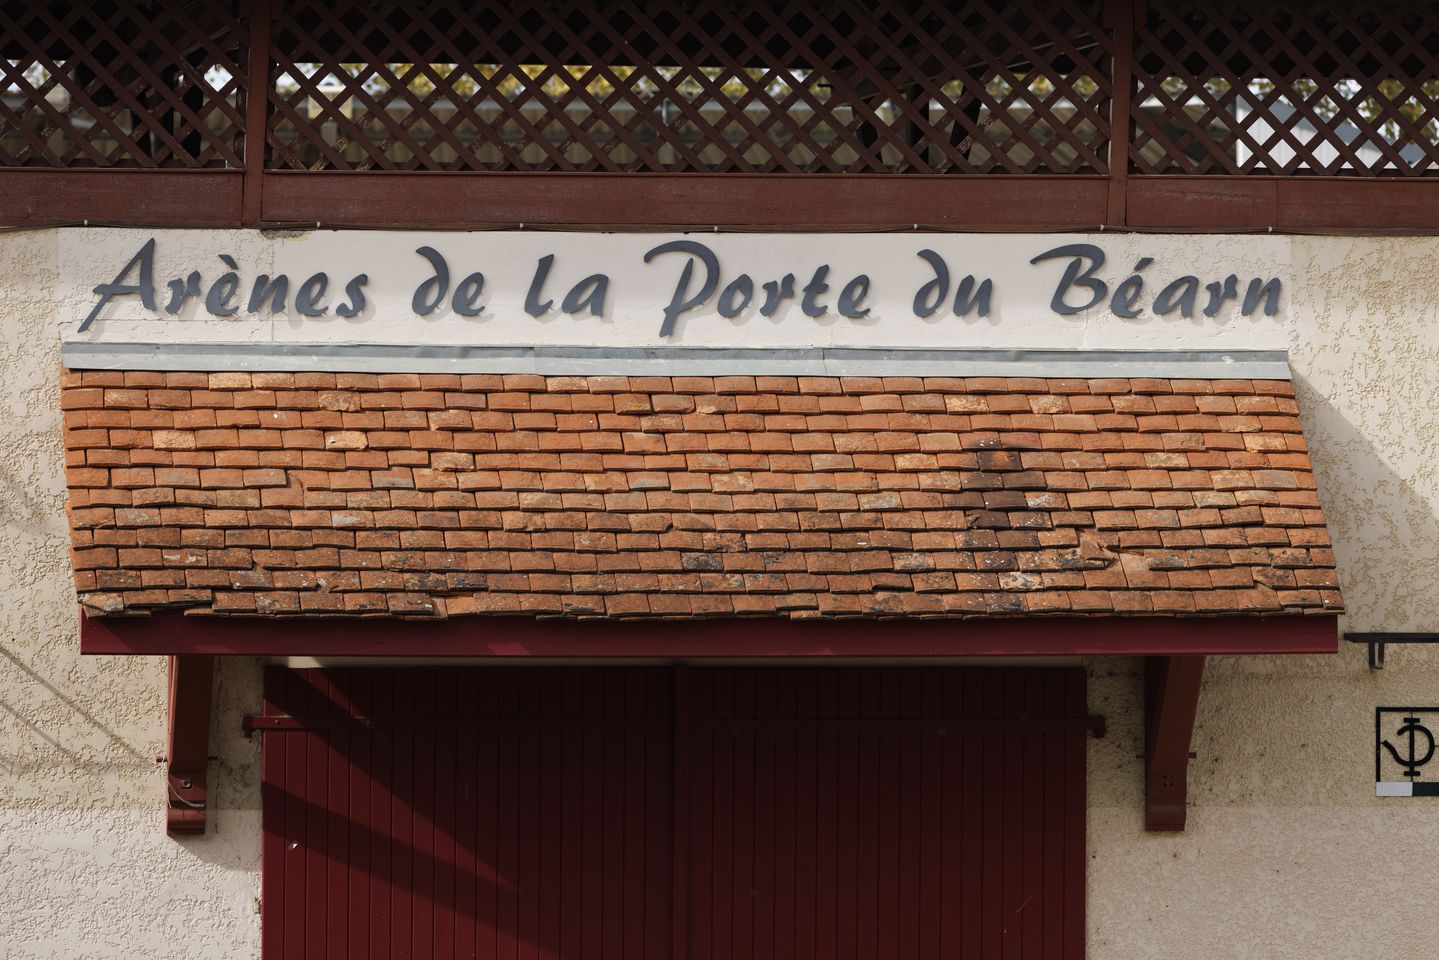 Arènes de la Porte du Béarn